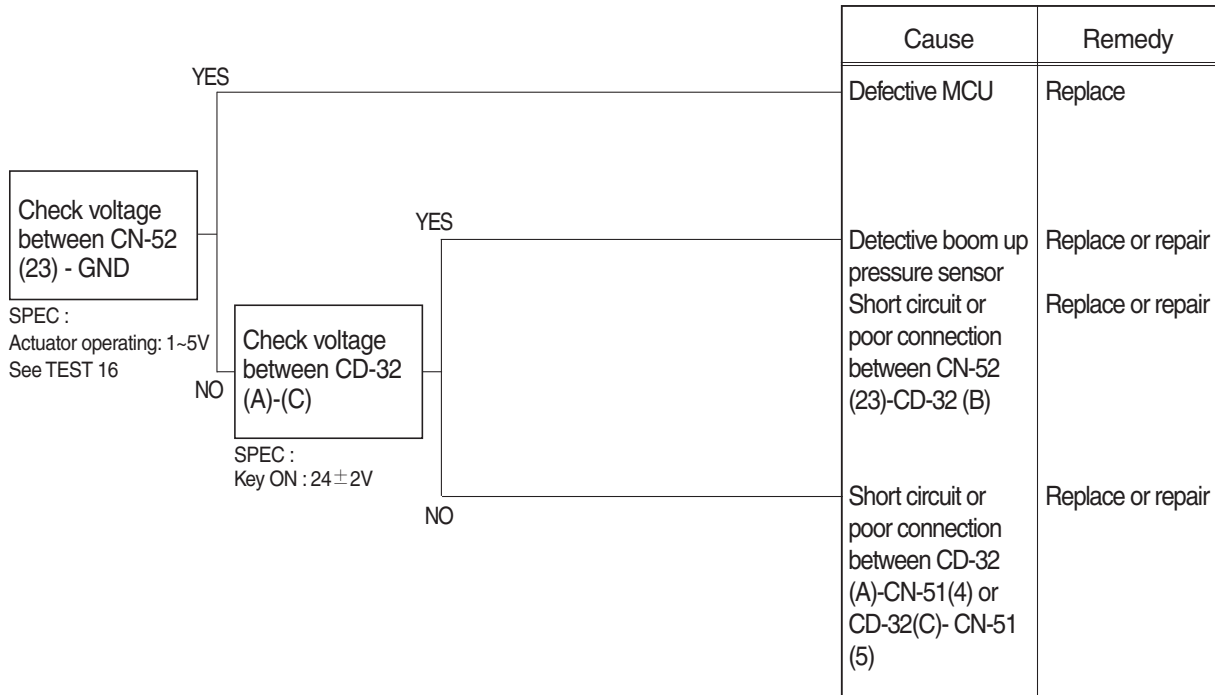 Cause
Remedy
YES
Defective MCU
Replace
Check voltage
between CN-52
(23) - GND
SPEC :
Actuator operating: 1~5V
See TEST 16
YES
Detective boom up
pressure sensor
Replace or repair
Short circuit or
poor connection
between CN-52
(23)-CD-32 (B)
Replace or repair
NO
Check voltage
between CD-32
(A)-(C)
SPEC :
Key ON : 24±2V
NO
Short circuit or
poor connection
between CD-32
(A)-CN-51(4) or
CD-32(C)- CN-51
(5)
Replace or repair